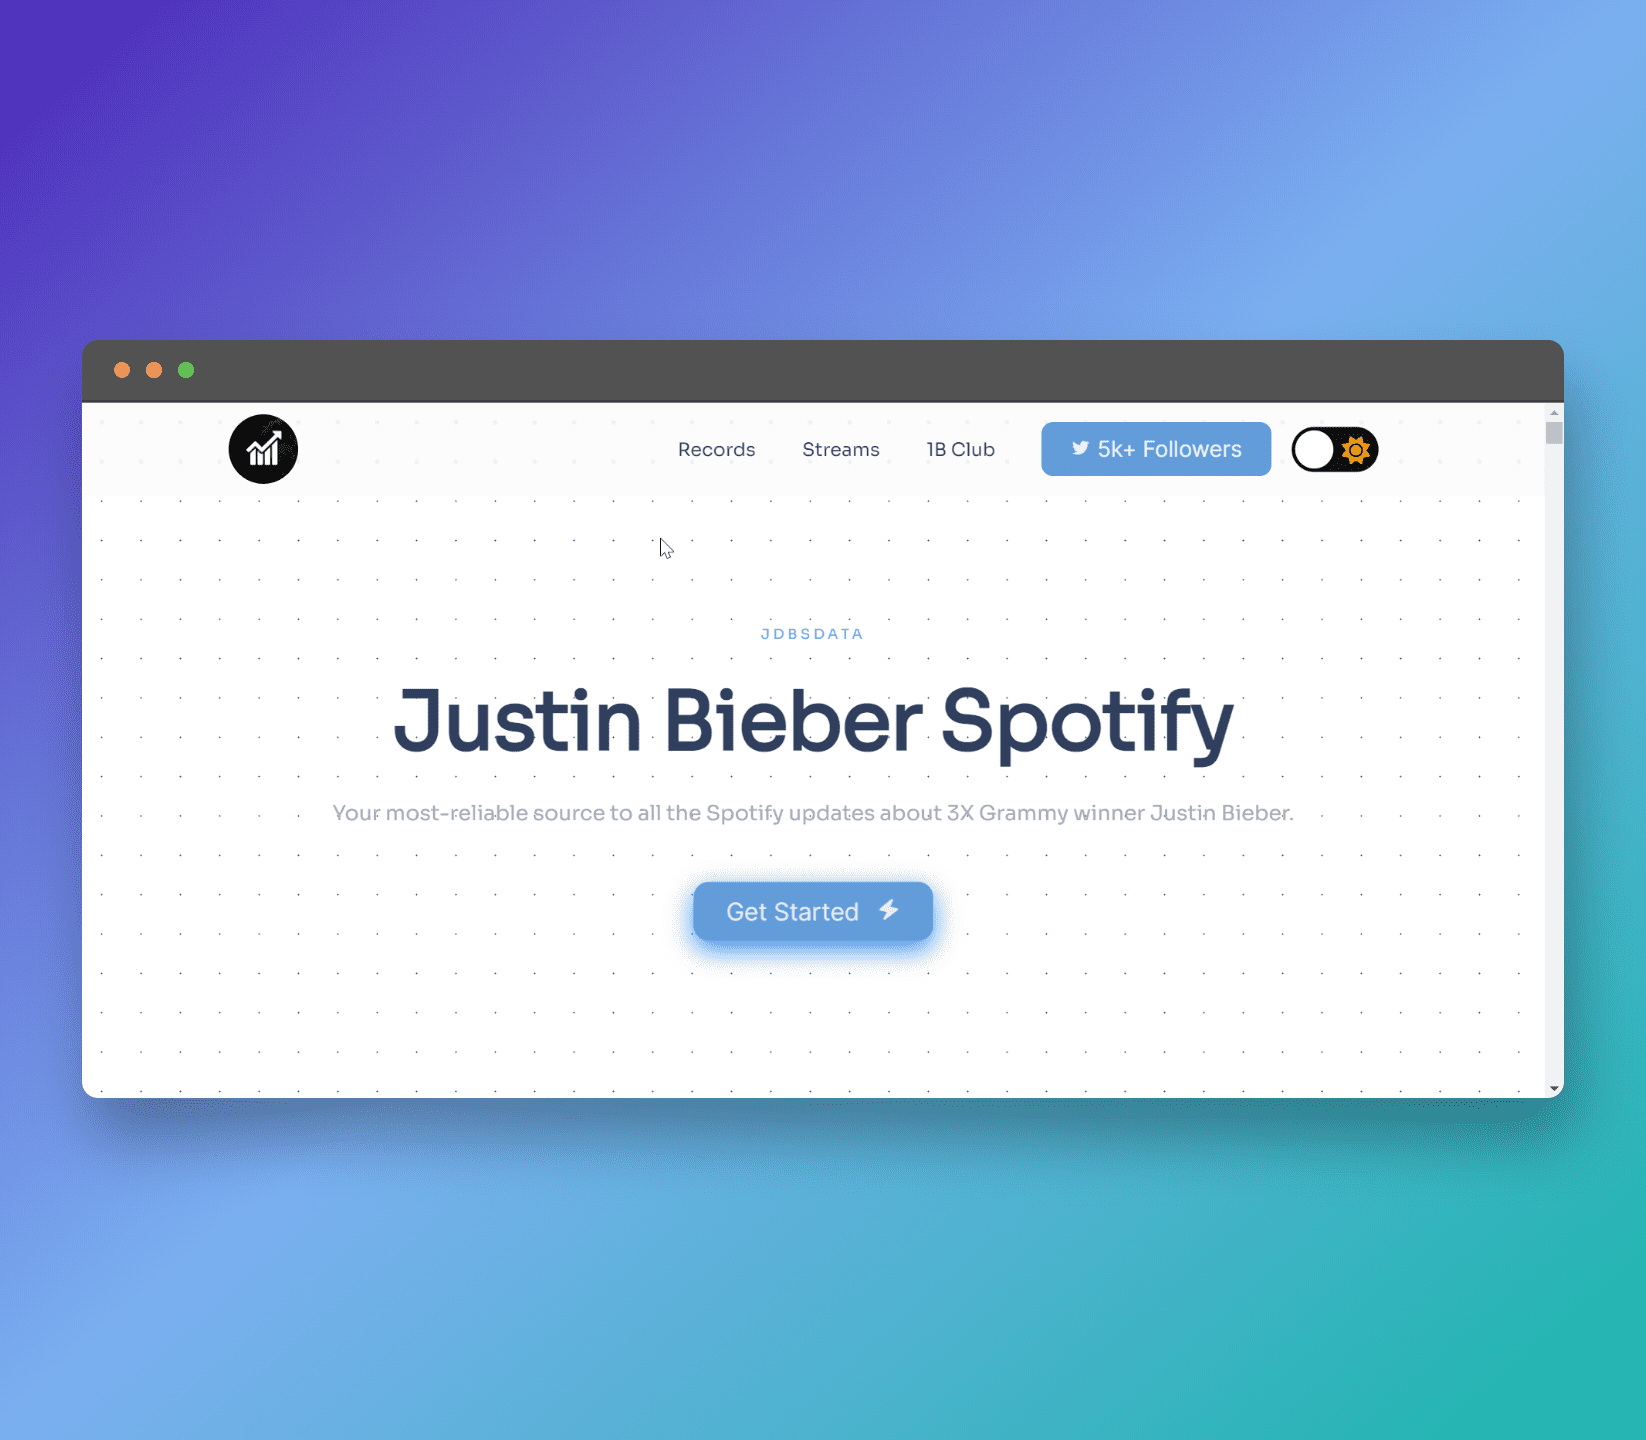 Records Streams 1B Club 5k+ Followers
JDBSDATA
Justin Bieber Spotify
Your most-reliable source to all the Spotify updates about 3X Grammy winner Justin Bieber.
Get Started